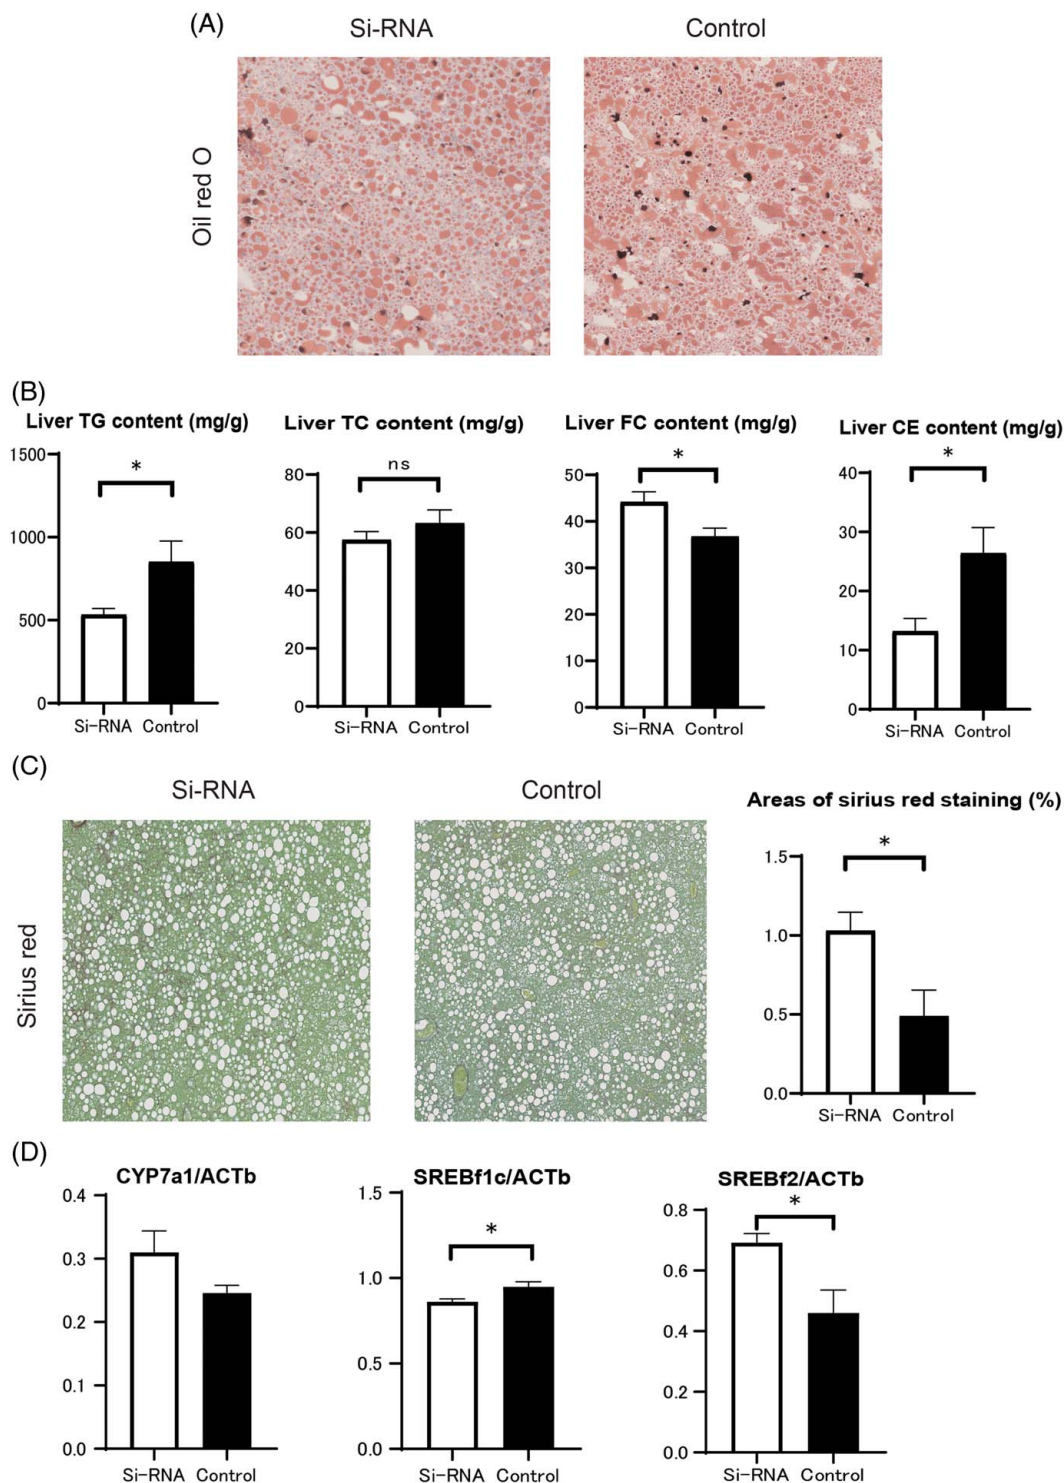 (A)
Si-RNA Control
Oil red O
(B)
Liver TG content (mg/g) Liver TC content (mg/g) Liver FC content (mg/g) Liver CE content (mg/g)
* ns * *
1500
1000
500
0
Si-RNA Control
80
60
40
20
0
Si-RNA Control
50
40
30
20
10
0
Si-RNA Control
40
30
20
10
0
Si-RNA Control
(C)
Si-RNA Control
Sirius red
Areas of sirius red staining (%)
*
1.5
1.0
0.5
0.0
Si-RNA Control
(D)
CYP7a1/ACTb
0.4
0.3
0.2
0.1
0.0
Si-RNA Control
SREBf1c/ACTb
*
1.5
1.0
0.5
0.0
Si-RNA Control
SREBf2/ACTb
*
0.8
0.6
0.4
0.2
0.0
Si-RNA Control